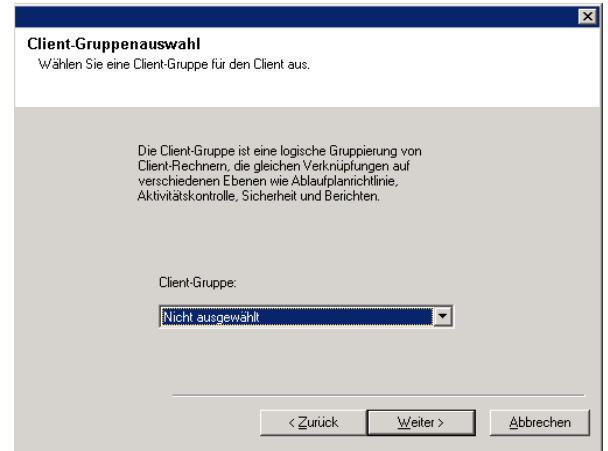 Client-Gruppenauswahl
Wählen Sie eine Client-Gruppe für den Client aus.
Die Client-Gruppe ist eine logische Gruppierung von
Client-Rechnern, die gleichen Verknüpfungen auf
verschiedenen Ebenen wie Ablaufplanrichtlinie,
Aktivitätskontrolle, Sicherheit und Berichten.
Client-Gruppe:
Nicht ausgewählt
< Zurück Weiter > Abbrechen